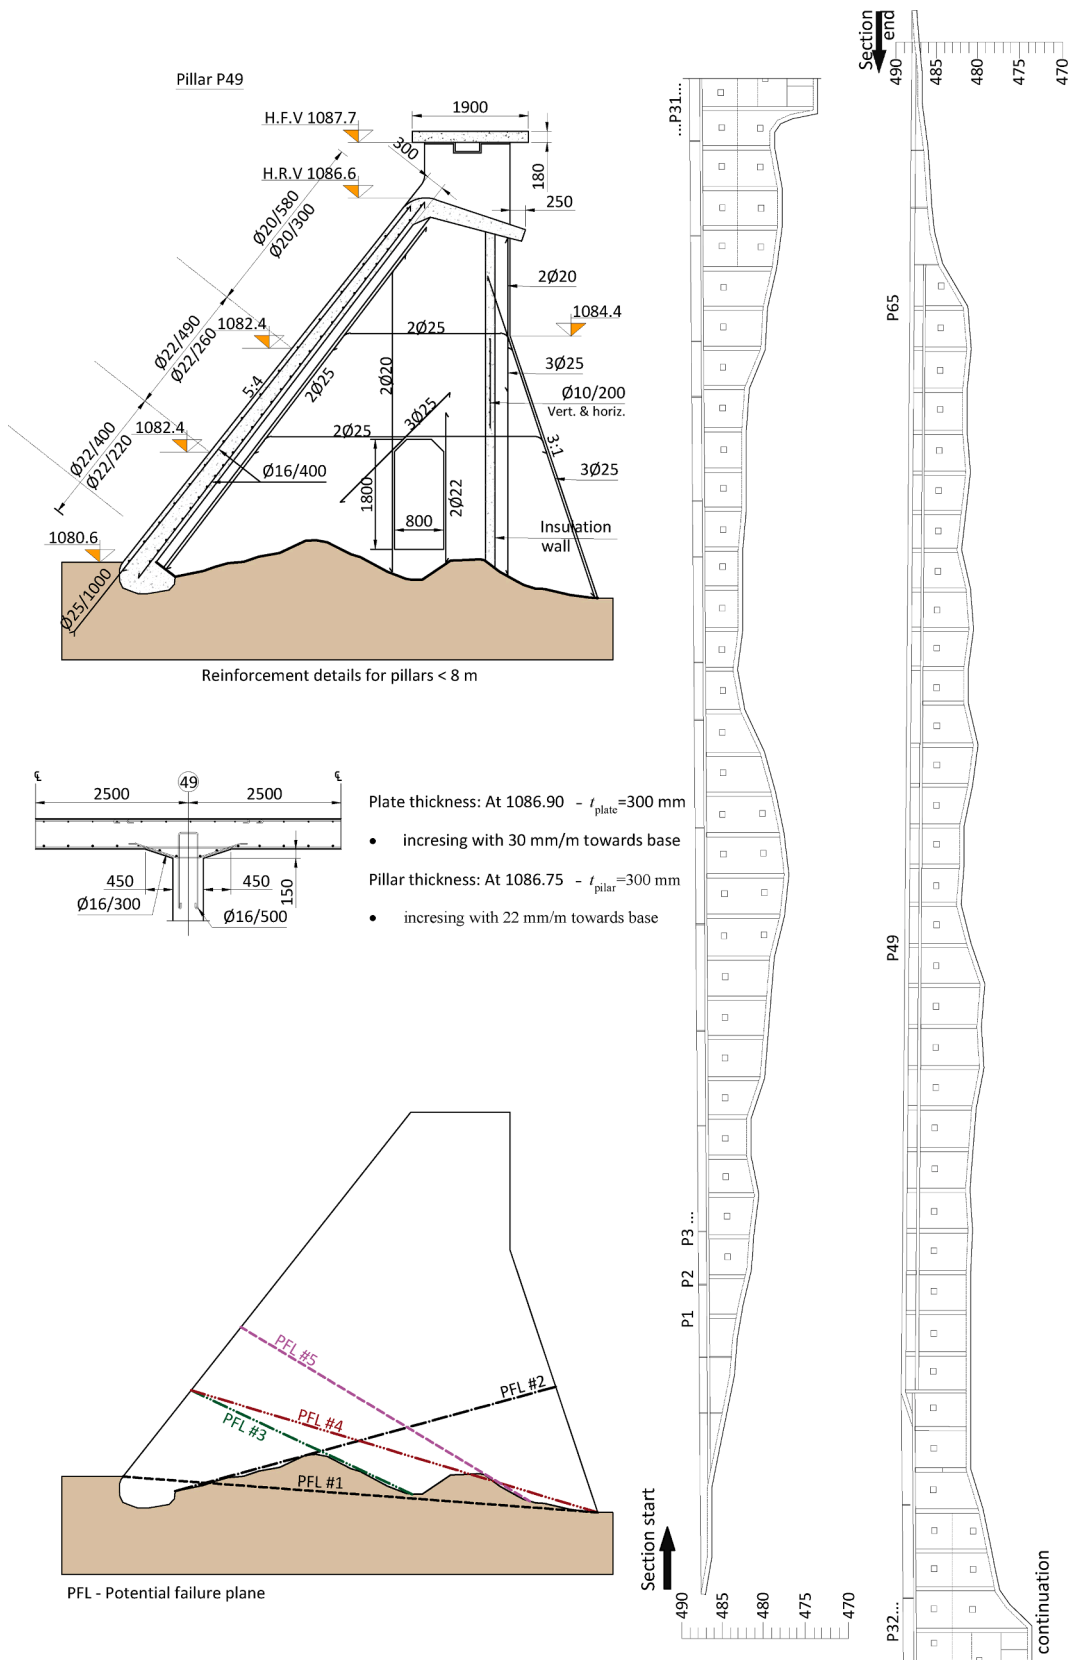 Pillar P49
H.F.V 1087.7
1900
300
180
H.R.V 1086.6
250
Ø20/580
Ø20/300
2Ø20
1082.4
2Ø25
1084.4
Ø22/490
Ø22/260
5:4
2Ø25
2Ø20
3Ø25
Ø10/200
Vert. & horiz.
3Ø25
1082.4
2Ø25
3:1
Ø22/400
Ø22/220
Ø16/400
1800
2Ø22
3Ø25
800
1080.6
Insulation
wall
Ø25/1000
Reinforcement details for pillars < 8 m
℄
49
℄
2500
2500
450
450
150
Ø16/300
Ø16/500
Plate thickness: At 1086.90 - tplate=300 mm
• incresing with 30 mm/m towards base
Pillar thickness: At 1086.75 - tpilar=300 mm
• incresing with 22 mm/m towards base
PFL #5
PFL #2
PFL #4
PFL #3
PFL #1
PFL - Potential failure plane
...P31...
P3 ...
P2
P1
Section start
490
485
480
475
470
Section
end
490
485
480
475
470
P65
P49
P32...
continuation